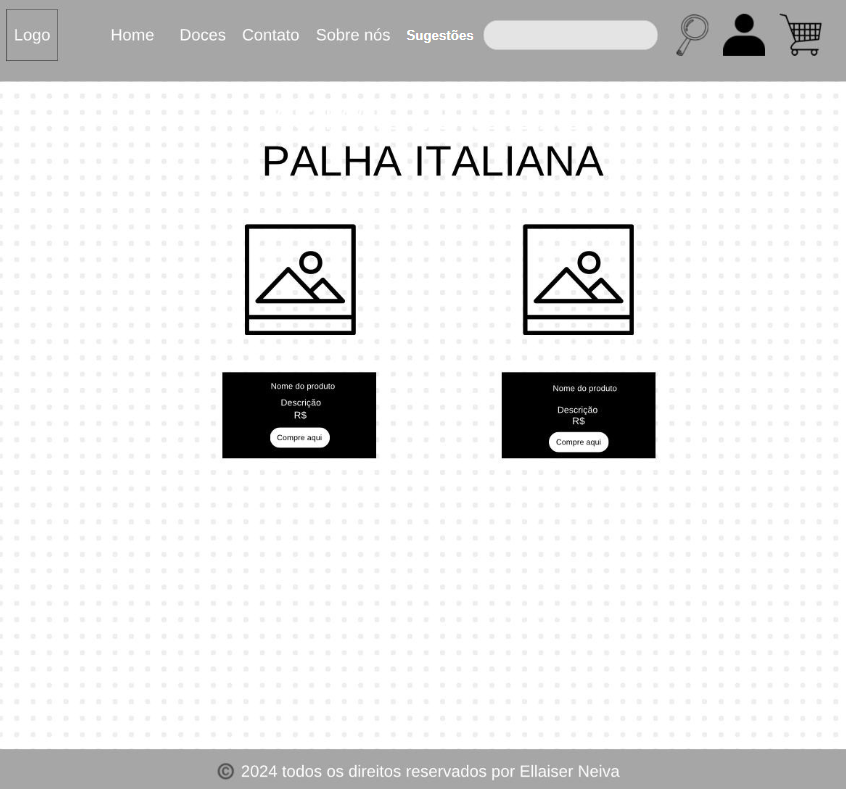 Logo Home Doces Contato Sobre nós Sugestões
PALHA ITALIANA
Nome do produto
Descrição
R$
Compre aqui
Nome do produto
Descrição
R$
Compre aqui
© 2024 todos os direitos reservados por Ellaiser Neiva